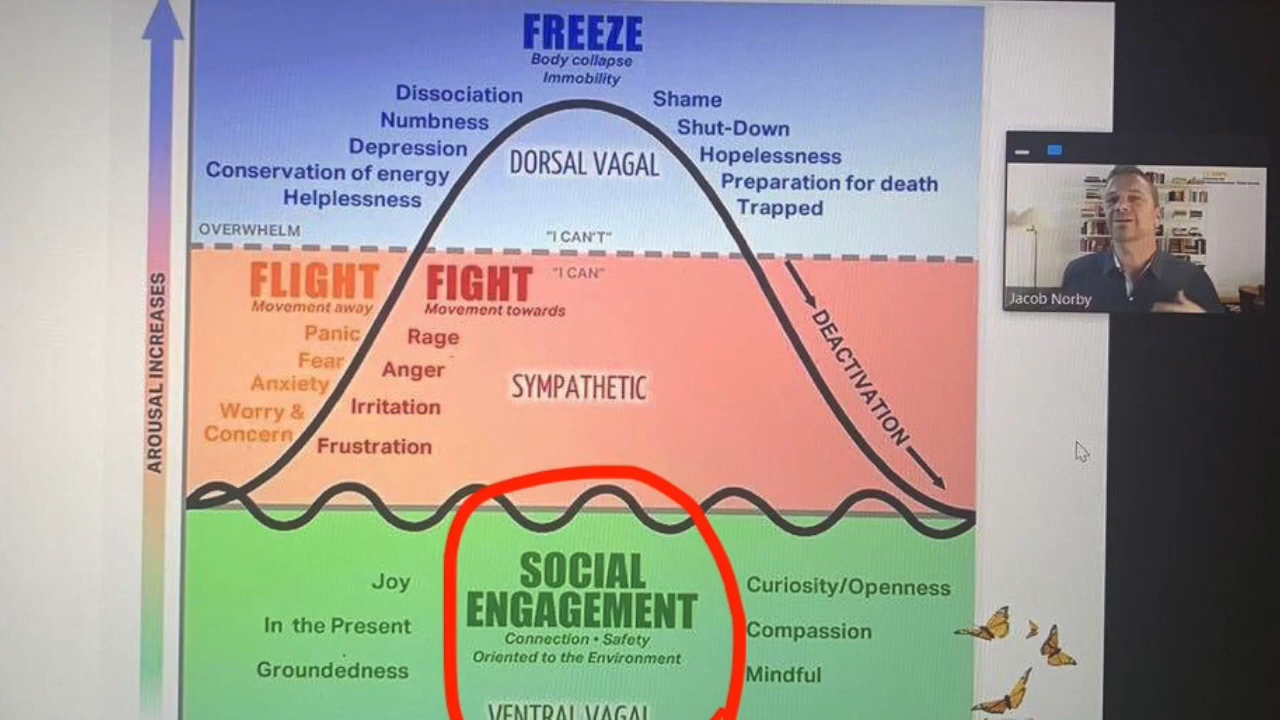 FREEZE
Body collapse
Immobility
Dissociation
Numbness
Depression
Conservation of energy
Helplessness
DORSAL VAGAL
Shame
Shut-Down
Hopelessness
Preparation for death
Trapped
OVERWHELM
"I CAN'T"
"I CAN"
FLIGHT
Movement away
Panic
Fear
Anxiety
Worry &
Concern
FIGHT
Movement towards
Rage
Anger
Irritation
Frustration
SYMPATHETIC
DEACTIVATION
AROUSAL INCREASES
Jacob Norby
Joy
In the Present
Groundedness
SOCIAL
ENGAGEMENT
Connection • Safety
Oriented to the Environment
VENTRAL VAGAL
Curiosity/Openness
Compassion
Mindful